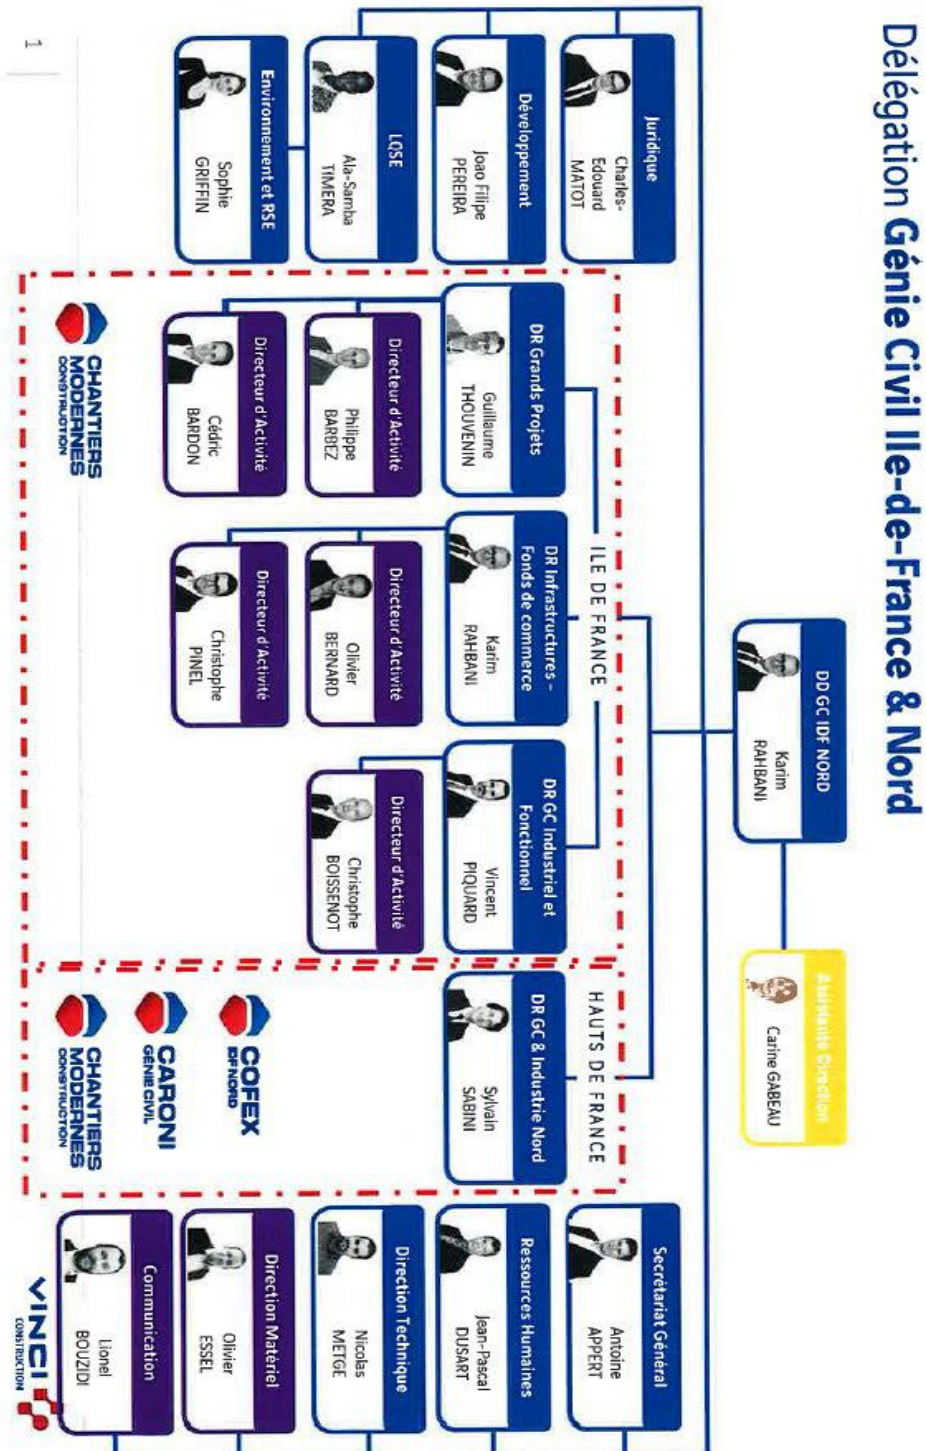 Délégation Génie Civil Ile-de-France & Nord
DD GC IDF NORD
Karim
RAHBANI
Assistante Direction
Carine GABEAU
Juridique
Charles-
Edouard
MATOT
Développement
Joao Filipe
PEREIRA
LQSE
Ala-Samba
TIMERA
Environnement et RSE
Sophie
GRIFFIN
ILE DE FRANCE
DR Grands Projets
Guillaume
THOUVENIN
Directeur d'Activité
Philippe
BARBEZ
Directeur d'Activité
Cédric
BARDON
DR Infrastructures –
Fonds de commerce
Karim
RAHBANI
Directeur d'Activité
Olivier
BERNARD
Directeur d'Activité
Christophe
PINEL
DR GC Industriel et
Fonctionnel
Vincent
PIQUARD
Directeur d'Activité
Christophe
BOISSENOT
CHANTIERS
MODERNES
CONSTRUCTION
HAUTS DE FRANCE
DR GC & Industrie Nord
Sylvain
SABINI
COFEX
IDF NORD
CARONI
GÉNIE CIVIL
CHANTIERS
MODERNES
CONSTRUCTION
Secrétariat Général
Antoine
APPERT
Ressources Humaines
Jean-Pascal
DUSART
Direction Technique
Nicolas
METGE
Direction Matériel
Olivier
ESSEL
Communication
Lionel
BOUZIDI
1
VINCI
CONSTRUCTION